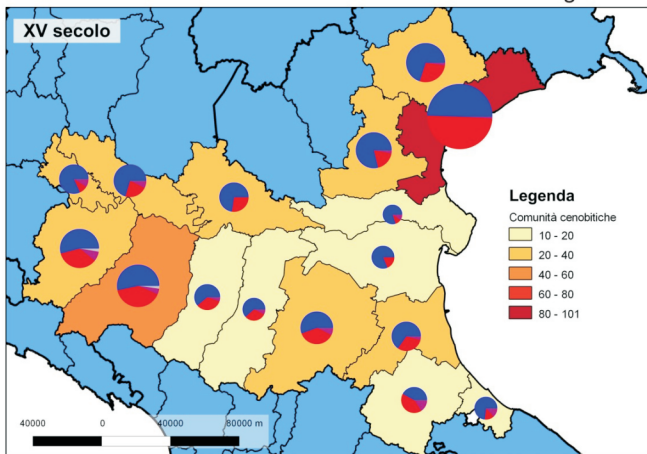 XV secolo
Legenda
Comunità cenobitiche
10 - 20
20 - 40
40 - 60
60 - 80
80 - 101
40000 0 40000 80000 m